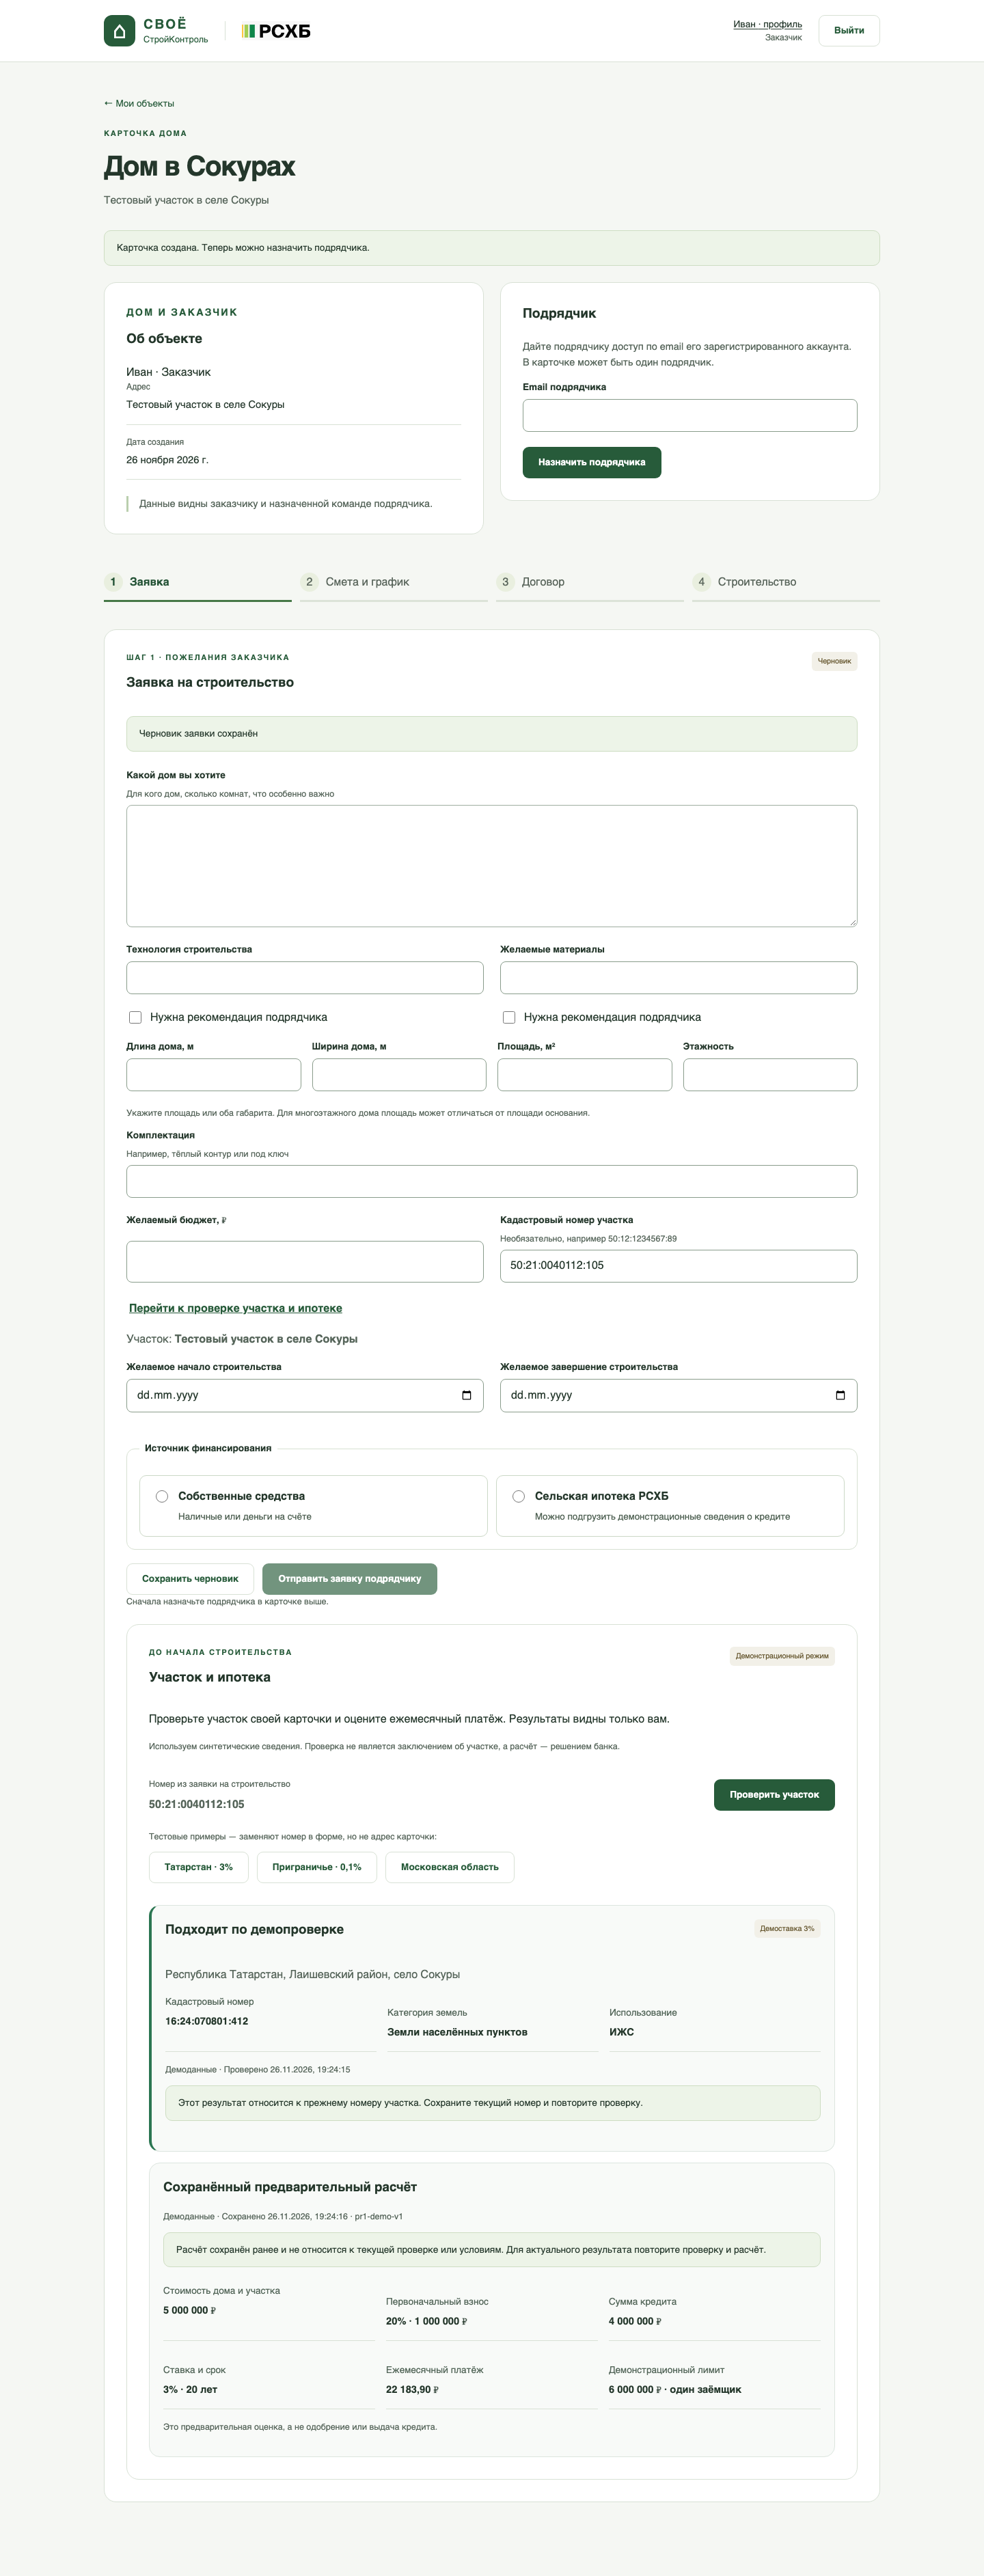 СВОЁ
СтройКонтроль
РСХБ
Иван · профиль
Заказчик
Выйти
← Мои объекты
КАРТОЧКА ДОМА
Дом в Сокурах
Тестовый участок в селе Сокуры
Карточка создана. Теперь можно назначить подрядчика.
ДОМ И ЗАКАЗЧИК
Об объекте
Иван · Заказчик
Адрес
Тестовый участок в селе Сокуры
Дата создания
26 ноября 2026 г.
Данные видны заказчику и назначенной команде подрядчика.
Подрядчик
Дайте подрядчику доступ по email его зарегистрированного аккаунта.
В карточке может быть один подрядчик.
Email подрядчика
Назначить подрядчика
1 Заявка
2 Смета и график
3 Договор
4 Строительство
ШАГ 1 · ПОЖЕЛАНИЯ ЗАКАЗЧИКА
Черновик
Заявка на строительство
Черновик заявки сохранён
Какой дом вы хотите
Для кого дом, сколько комнат, что особенно важно
Технология строительства
Желаемые материалы
Нужна рекомендация подрядчика
Нужна рекомендация подрядчика
Длина дома, м
Ширина дома, м
Площадь, м²
Этажность
Укажите площадь или оба габарита. Для многоэтажного дома площадь может отличаться от площади основания.
Комплектация
Например, тёплый контур или под ключ
Желаемый бюджет, ₽
Кадастровый номер участка
Необязательно, например 50:12:1234567:89
50:21:0040112:105
Перейти к проверке участка и ипотеке
Участок: Тестовый участок в селе Сокуры
Желаемое начало строительства
Желаемое завершение строительства
dd.mm.yyyy
dd.mm.yyyy
Источник финансирования
Собственные средства
Наличные или деньги на счёте
Сельская ипотека РСХБ
Можно подгрузить демонстрационные сведения о кредите
Сохранить черновик
Отправить заявку подрядчику
Сначала назначьте подрядчика в карточке выше.
ДО НАЧАЛА СТРОИТЕЛЬСТВА
Демонстрационный режим
Участок и ипотека
Проверьте участок своей карточки и оцените ежемесячный платёж. Результаты видны только вам.
Используем синтетические сведения. Проверка не является заключением об участке, а расчёт — решением банка.
Номер из заявки на строительство
50:21:0040112:105
Проверить участок
Тестовые примеры — заменяют номер в форме, но не адрес карточки:
Татарстан · 3%
Приграничье · 0,1%
Московская область
Подходит по демопроверке
Демоставка 3%
Республика Татарстан, Лаишевский район, село Сокуры
Кадастровый номер
16:24:070801:412
Категория земель
Земли населённых пунктов
Использование
ИЖС
Демоданные · Проверено 26.11.2026, 19:24:15
Этот результат относится к прежнему номеру участка. Сохраните текущий номер и повторите проверку.
Сохранённый предварительный расчёт
Демоданные · Сохранено 26.11.2026, 19:24:16 · pr1-demo-v1
Расчёт сохранён ранее и не относится к текущей проверке или условиям. Для актуального результата повторите проверку и расчёт.
Стоимость дома и участка
5 000 000 ₽
Первоначальный взнос
20% · 1 000 000 ₽
Сумма кредита
4 000 000 ₽
Ставка и срок
3% · 20 лет
Ежемесячный платёж
22 183,90 ₽
Демонстрационный лимит
6 000 000 ₽ · один заёмщик
Это предварительная оценка, а не одобрение или выдача кредита.